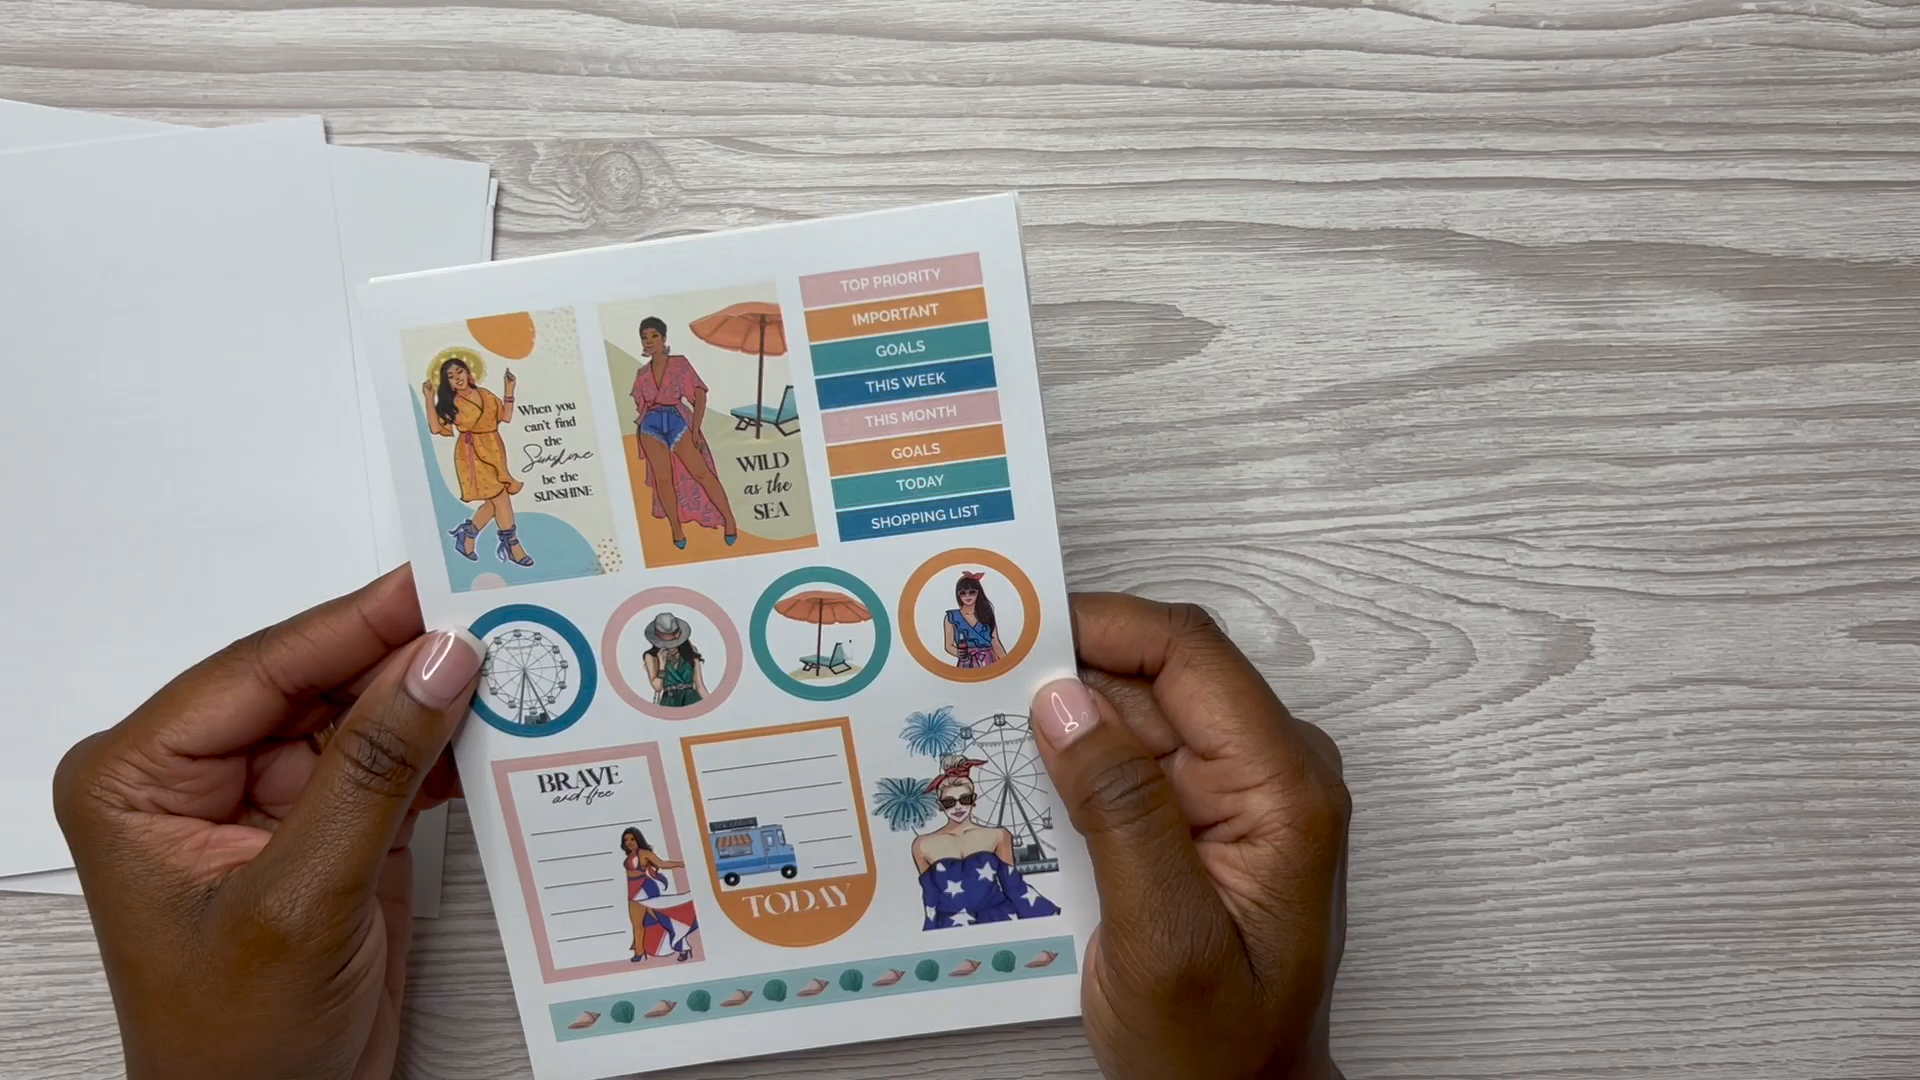 When you
can't find
the
Sunshine
be the
SUNSHINE
WILD
as the
SEA
TOP PRIORITY
IMPORTANT
GOALS
THIS WEEK
THIS MONTH
GOALS
TODAY
SHOPPING LIST
BRAVE
and free
TODAY